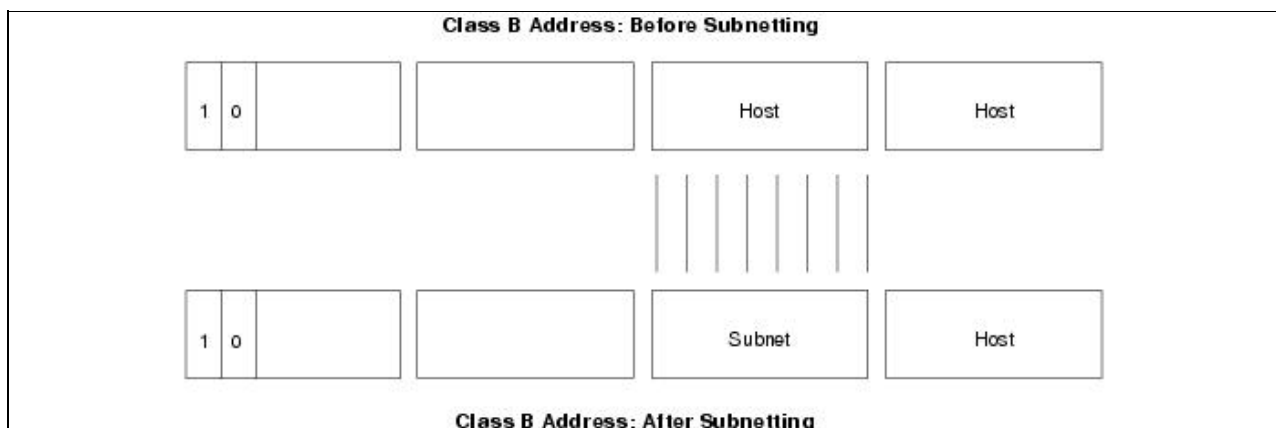 Class B Address: Before Subnetting
1 0 Host Host
1 0 Subnet Host
Class B Address: After Subnetting